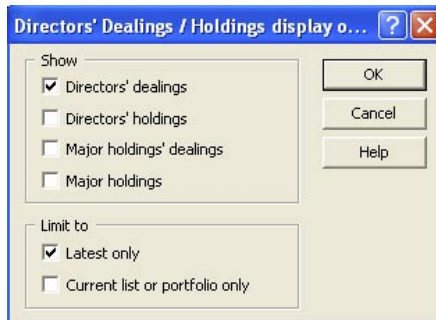 Directors' Dealings / Holdings display o...
Show
Directors' dealings
Directors' holdings
Major holdings' dealings
Major holdings
OK
Cancel
Help
Limit to
Latest only
Current list or portfolio only